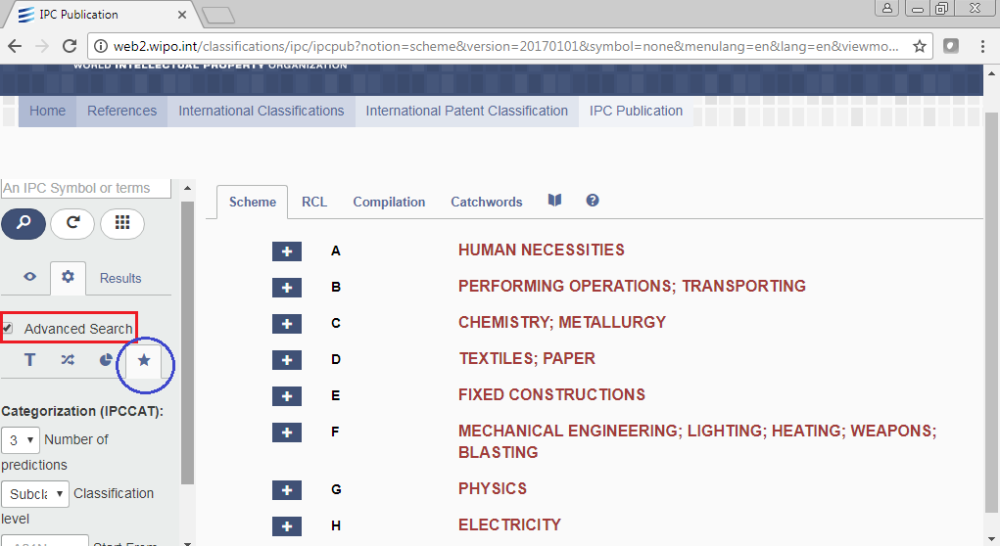 IPC Publication
web2.wipo.int/classifications/ipc/ipcpub?notion=scheme&version=20170101&symbol=none&menulang=en&lang=en&viewmo...
WORLD INTELLECTUAL PROPERTY ORGANIZATION
Home References International Classifications International Patent Classification IPC Publication
An IPC Symbol or terms
Results
Advanced Search
T
Categorization (IPCCAT):
3 Number of
predictions
Subcla Classification
level
Start From
Scheme RCL Compilation Catchwords
A HUMAN NECESSITIES
B PERFORMING OPERATIONS; TRANSPORTING
C CHEMISTRY; METALLURGY
D TEXTILES; PAPER
E FIXED CONSTRUCTIONS
F MECHANICAL ENGINEERING; LIGHTING; HEATING; WEAPONS;
BLASTING
G PHYSICS
H ELECTRICITY